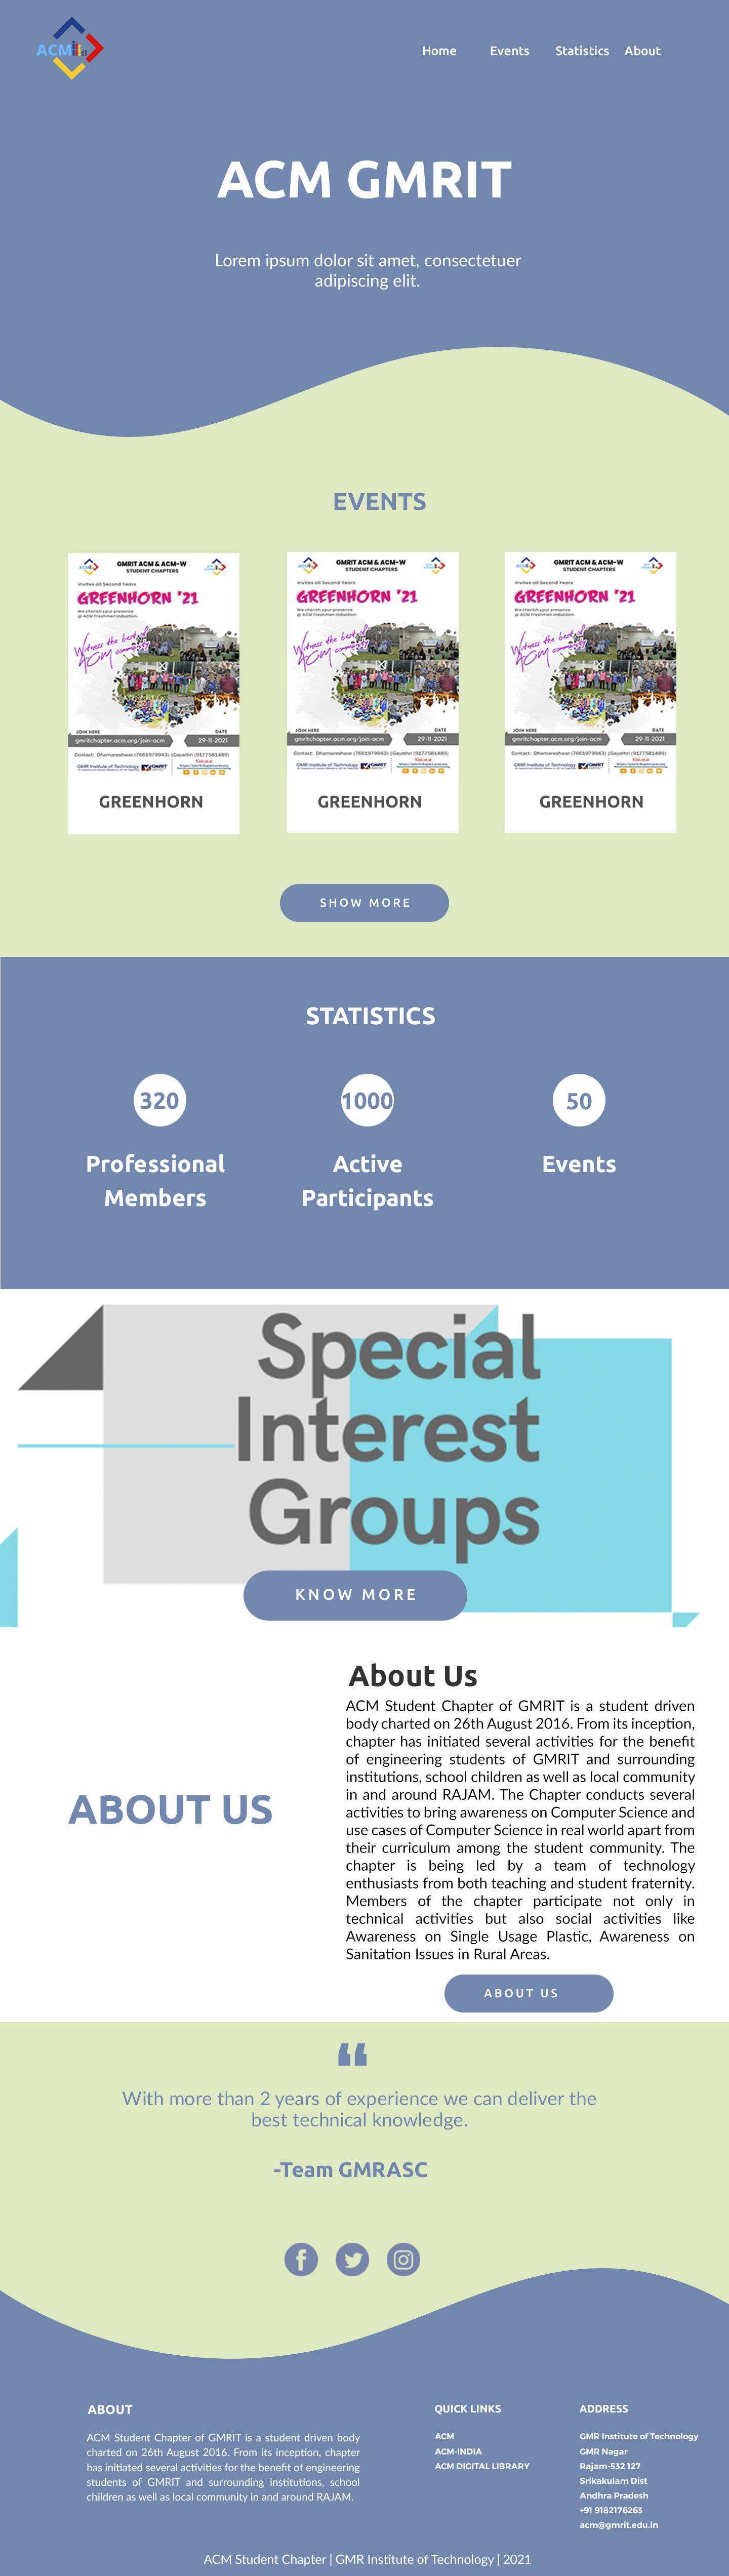 ACM
Home Events Statistics About
ACM GMRIT
Lorem ipsum dolor sit amet, consectetuer
adipiscing elit.
EVENTS
GMRIT ACM & ACM-W
STUDENT CHAPTERS
Invites all Second Years
GREENHORN '21
We cherish your presence
@ ACM Freshmen Induction.
Witness the best of
ACM community
JOIN HERE DATE
gmritchapter.acm.org/join-acm 29-11-2021
Contact: Dhamareshwar (7661979943) |Gayathri (9177581489)
Visit us at
GMR Institute of Technology GMRIT
GREENHORN
GMRIT ACM & ACM-W
STUDENT CHAPTERS
Invites all Second Years
GREENHORN '21
We cherish your presence
@ ACM Freshmen Induction.
Witness the best of
ACM community
JOIN HERE DATE
gmritchapter.acm.org/join-acm 29-11-2021
Contact: Dhamareshwar (7661979943) |Gayathri (9177581489)
Visit us at
GMR Institute of Technology GMRIT
GREENHORN
GMRIT ACM & ACM-W
STUDENT CHAPTERS
Invites all Second Years
GREENHORN '21
We cherish your presence
@ ACM Freshmen Induction.
Witness the best of
ACM community
JOIN HERE DATE
gmritchapter.acm.org/join-acm 29-11-2021
Contact: Dhamareshwar (7661979943) |Gayathri (9177581489)
Visit us at
GMR Institute of Technology GMRIT
GREENHORN
SHOW MORE
STATISTICS
320 1000 50
Professional Active Events
Members Participants
Special
Interest
Groups
KNOW MORE
About Us
ACM Student Chapter of GMRIT is a student driven
body charted on 26th August 2016. From its inception,
chapter has initiated several activities for the benefit
of engineering students of GMRIT and surrounding
institutions, school children as well as local community
in and around RAJAM. The Chapter conducts several
activities to bring awareness on Computer Science and
use cases of Computer Science in real world apart from
their curriculum among the student community. The
chapter is being led by a team of technology
enthusiasts from both teaching and student fraternity.
Members of the chapter participate not only in
technical activities but also social activities like
Awareness on Single Usage Plastic, Awareness on
Sanitation Issues in Rural Areas.
ABOUT US
ABOUT US
“
With more than 2 years of experience we can deliver the
best technical knowledge.
-Team GMRASC
ABOUT
ACM Student Chapter of GMRIT is a student driven body
charted on 26th August 2016. From its inception, chapter
has initiated several activities for the benefit of engineering
students of GMRIT and surrounding institutions, school
children as well as local community in and around RAJAM.
QUICK LINKS
ACM
ACM-INDIA
ACM DIGITAL LIBRARY
ADDRESS
GMR Institute of Technology
GMR Nagar
Rajam-532 127
Srikakulam Dist
Andhra Pradesh
+91 9182176263
acm@gmrit.edu.in
ACM Student Chapter | GMR Institute of Technology | 2021